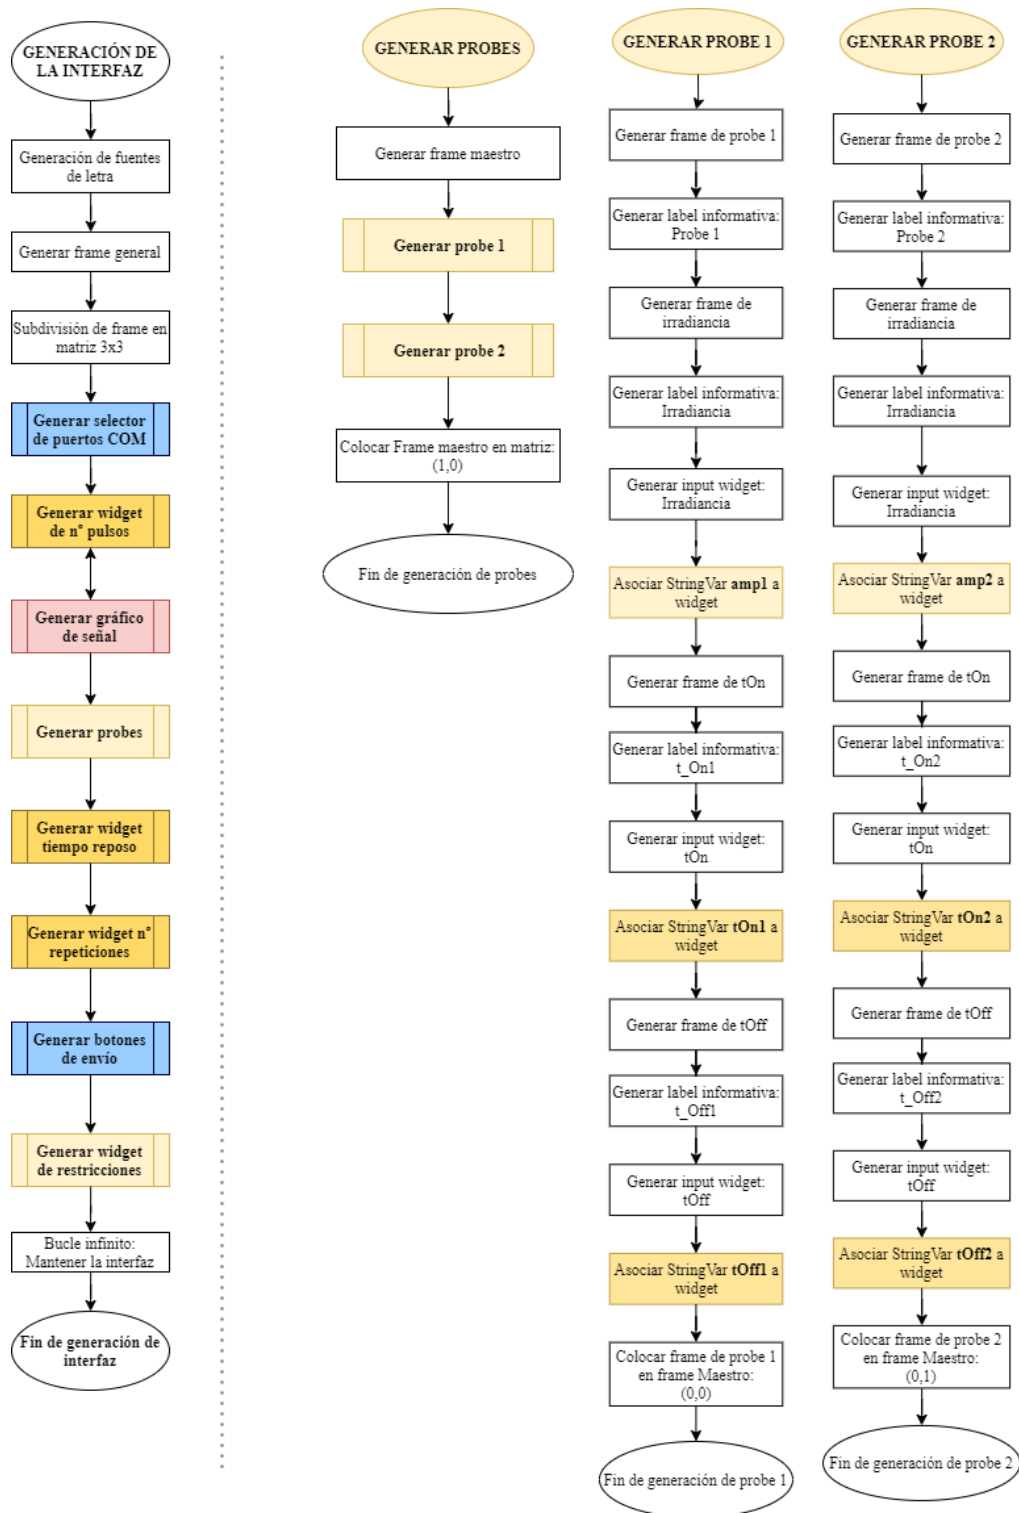 GENERACIÓN DE
LA INTERFAZ
Generación de fuentes
de letra
Generar frame general
Subdivisión de frame en
matriz 3x3
Generar selector
de puertos COM
Generar widget
de n° pulsos
Generar gráfico
de señal
Generar probes
Generar widget
tiempo reposo
Generar widget n°
repeticiones
Generar botones
de envío
Generar widget
de restricciones
Bucle infinito:
Mantener la interfaz
Fin de generación de
interfaz
GENERAR PROBES
Generar frame maestro
Generar probe 1
Generar probe 2
Colocar Frame maestro en matriz:
(1,0)
Fin de generación de probes
GENERAR PROBE 1
Generar frame de probe 1
Generar label informativa:
Probe 1
Generar frame de
irradiancia
Generar label informativa:
Irradiancia
Generar input widget:
Irradiancia
Asociar StringVar amp1 a
widget
Generar frame de tOn
Generar label informativa:
t_On1
Generar input widget:
tOn
Asociar StringVar tOn1 a
widget
Generar frame de tOff
Generar label informativa:
t_Off1
Generar input widget:
tOff
Asociar StringVar tOff1 a
widget
Colocar frame de probe 1
en frame Maestro:
(0,0)
Fin de generación de probe 1
GENERAR PROBE 2
Generar frame de probe 2
Generar label informativa:
Probe 2
Generar frame de
irradiancia
Generar label informativa:
Irradiancia
Generar input widget:
Irradiancia
Asociar StringVar amp2 a
widget
Generar frame de tOn
Generar label informativa:
t_On2
Generar input widget:
tOn
Asociar StringVar tOn2 a
widget
Generar frame de tOff
Generar label informativa:
t_Off2
Generar input widget:
tOff
Asociar StringVar tOff2 a
widget
Colocar frame de probe 2
en frame Maestro:
(0,1)
Fin de generación de probe 2